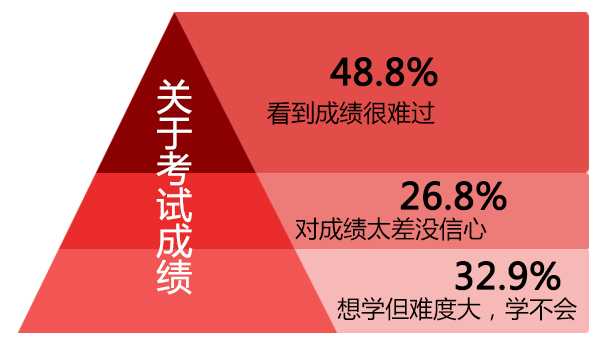 关于考试成绩
48.8%
看到成绩很难过
26.8%
对成绩太差没信心
32.9%
想学但难度大，学不会